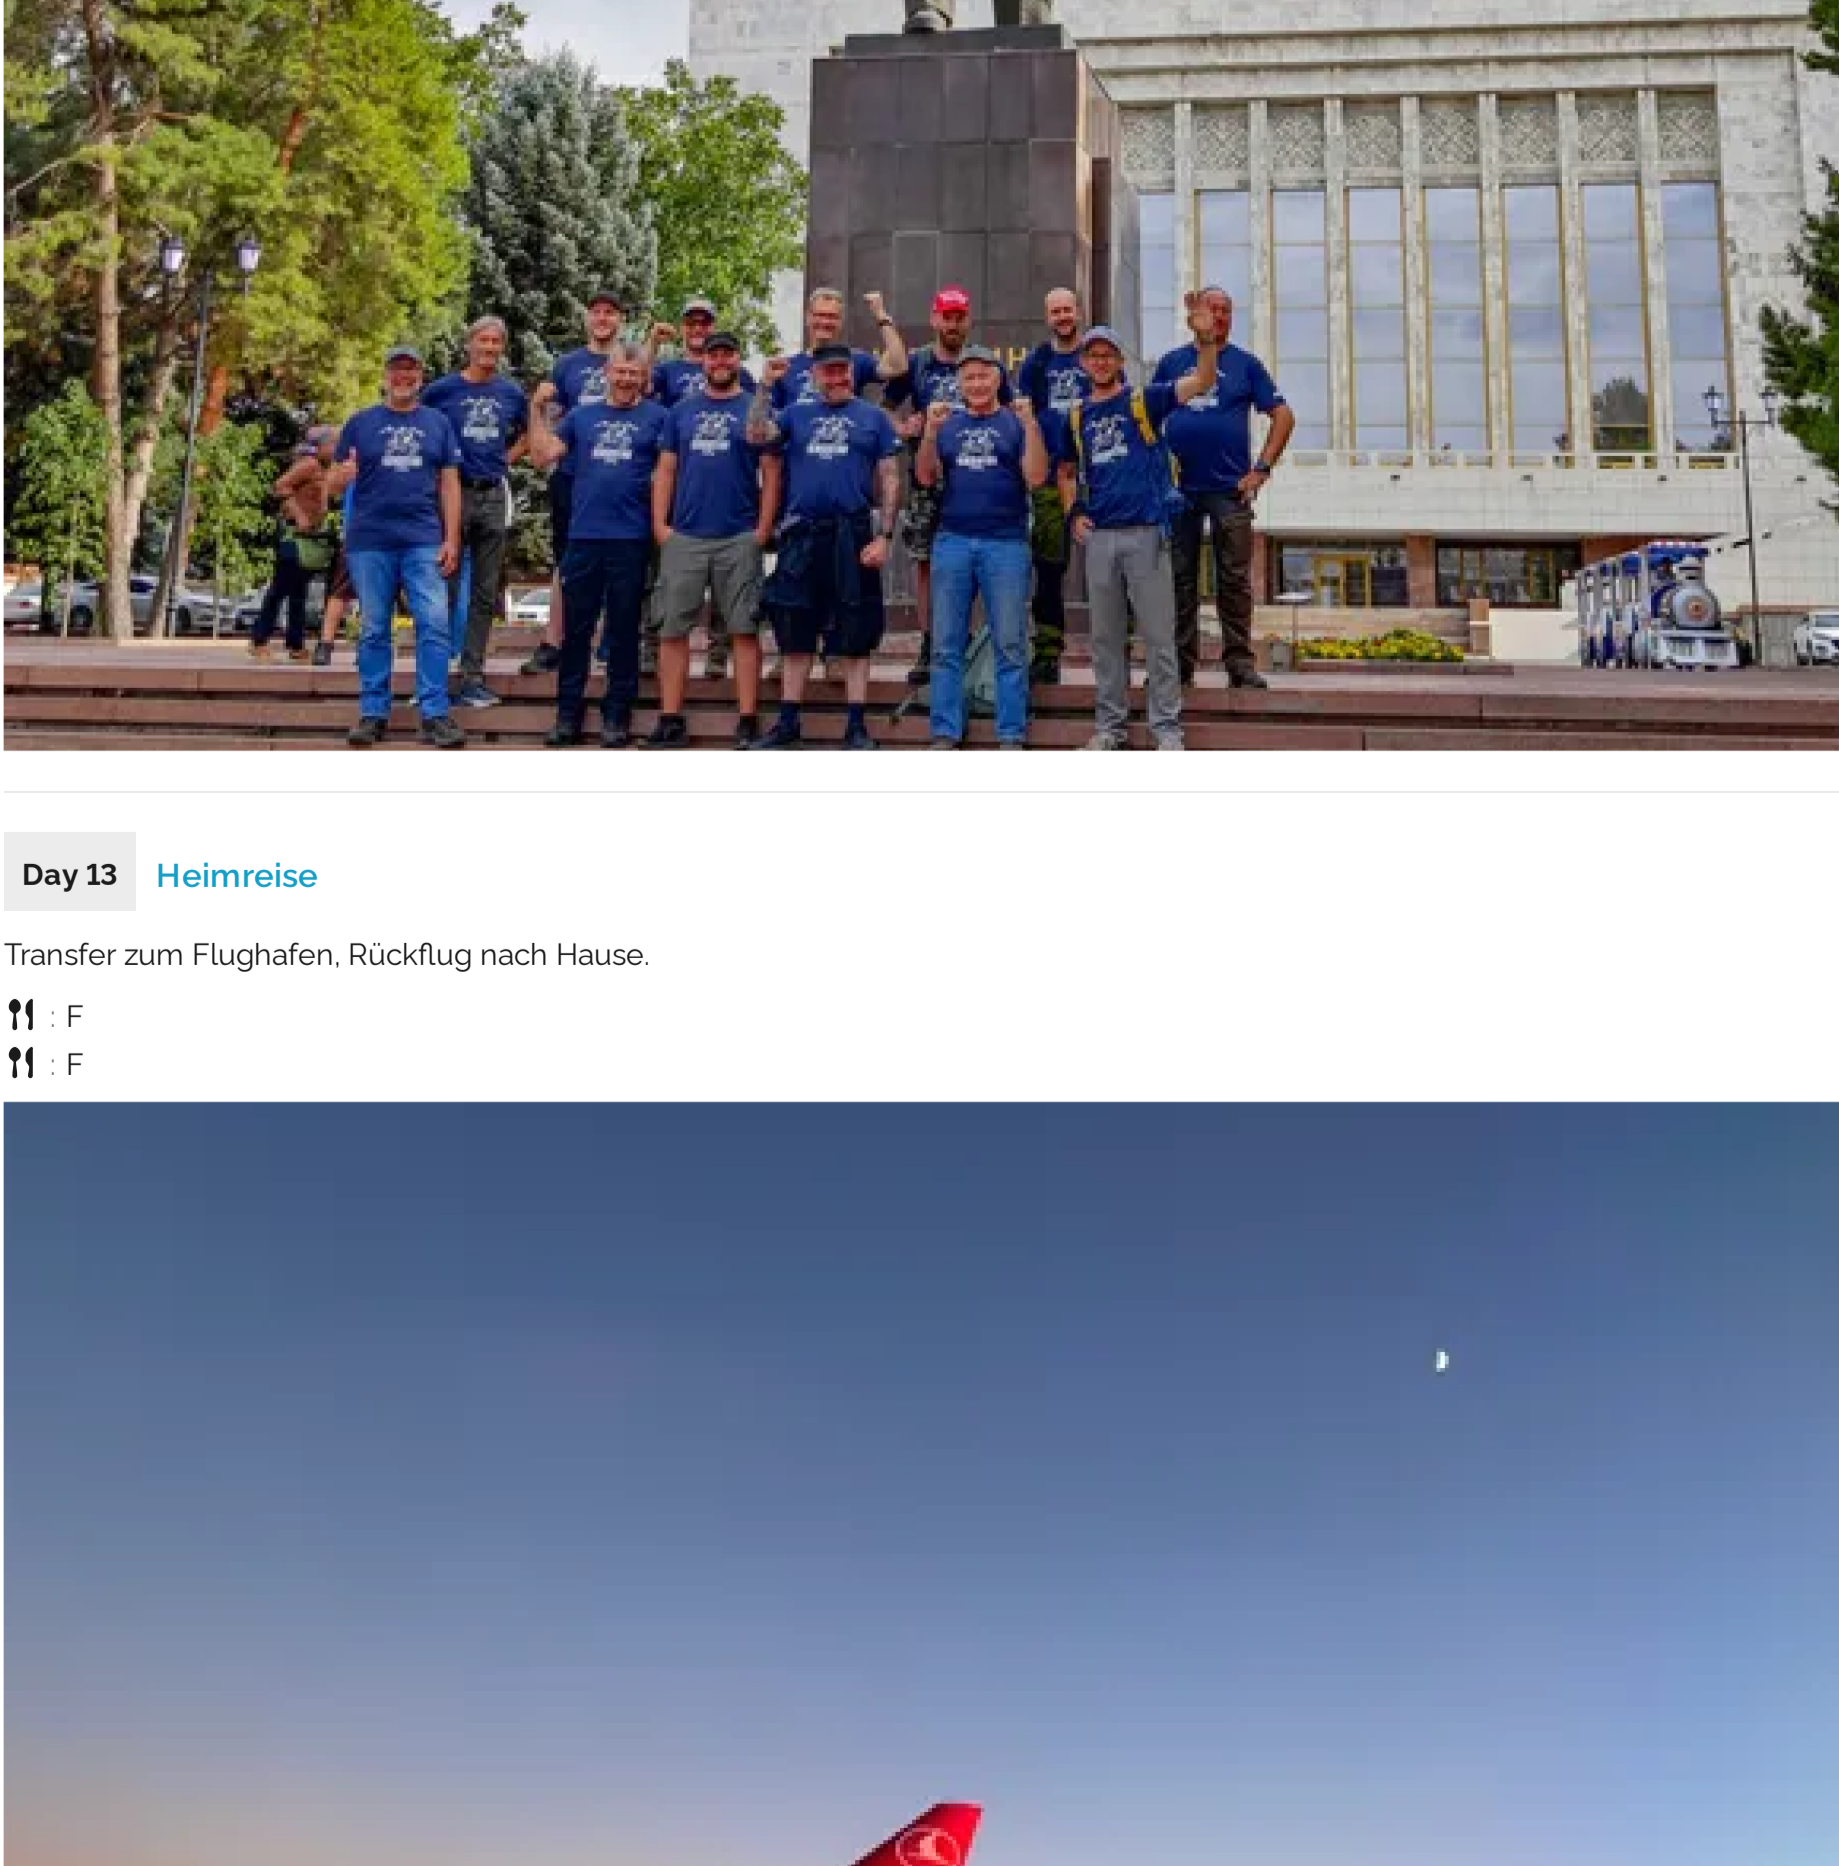 Day 13
Heimreise
Transfer zum Flughafen, Rückflug nach Hause.
: F
: F